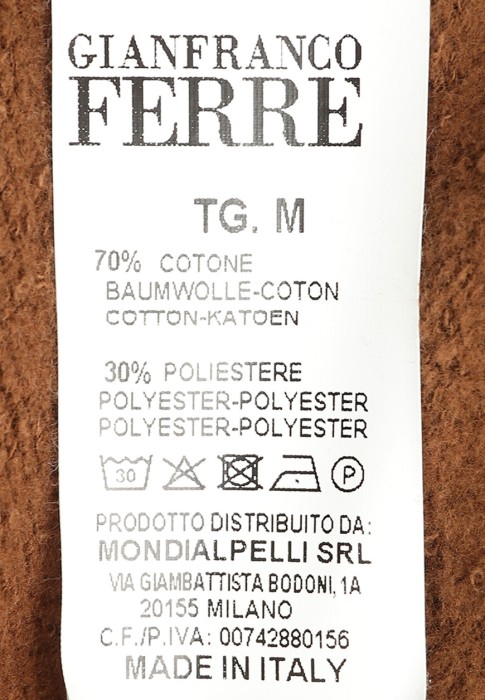 GIANFRANCO
FERRE
TG. M
70% COTONE
BAUMWOLLE-COTON
COTTON-KATOEN
30% POLIESTERE
POLYESTER-POLYESTER
POLYESTER-POLYESTER
30 P
PRODOTTO DISTRIBUITO DA:
MONDIALPELLI SRL
VIA GIAMBATTISTA BODONI, 1A
20155 MILANO
C.F./P.IVA: 00742880156
MADE IN ITALY